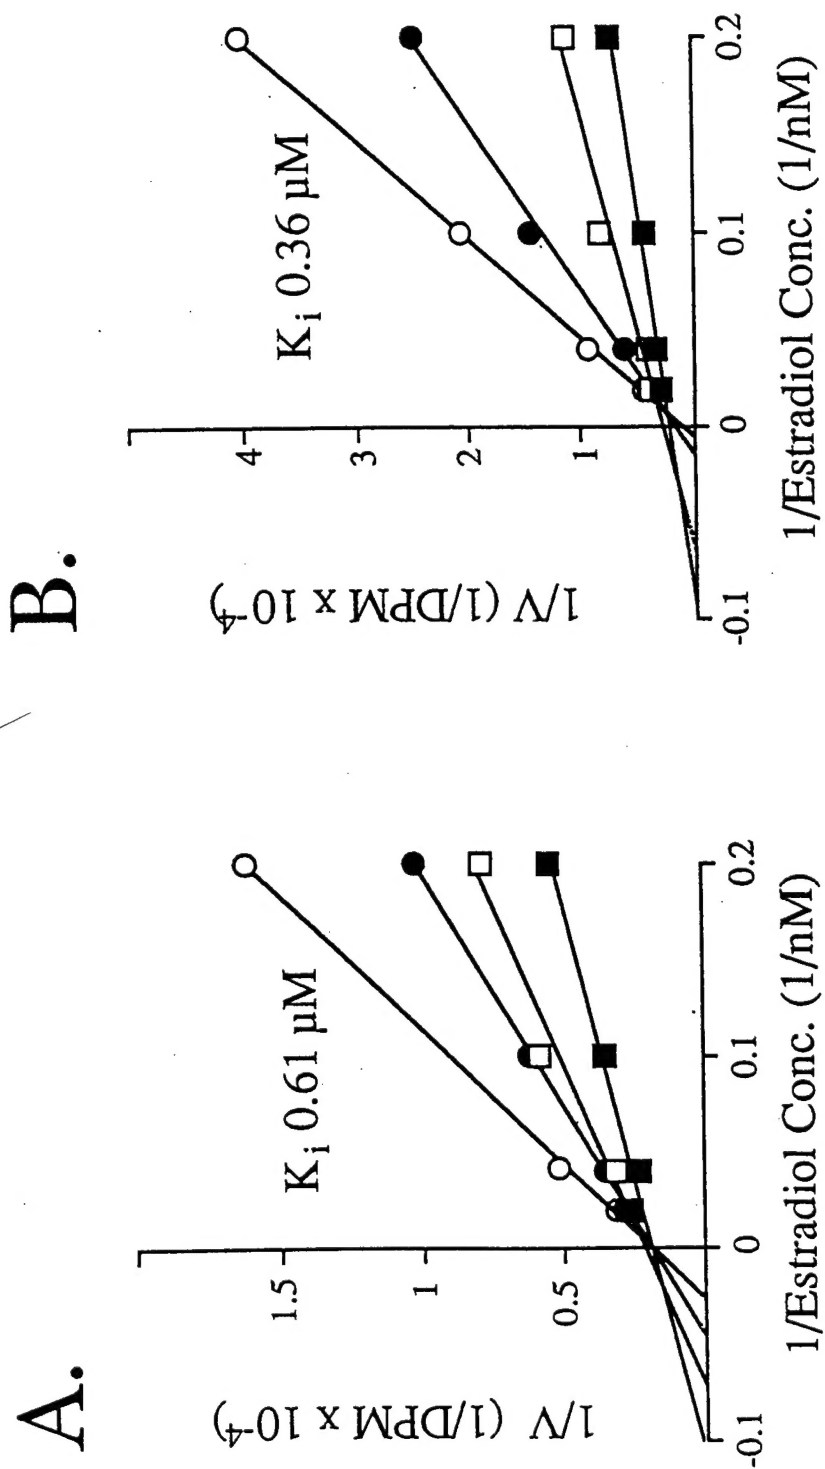 A.
1/V (1/DPM x 10-4)
1.5
1
0.5
Ki 0.61 µM
-0.1
0
0.1
0.2
1/Estradiol Conc. (1/nM)
B.
1/V (1/DPM x 10-4)
4
3
2
1
Ki 0.36 µM
-0.1
0
0.1
0.2
1/Estradiol Conc. (1/nM)